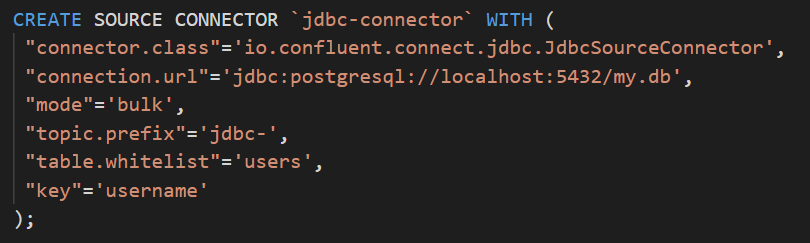 CREATE SOURCE CONNECTOR `jdbc-connector` WITH (
 "connector.class"='io.confluent.connect.jdbc.JdbcSourceConnector',
 "connection.url"='jdbc:postgresql://localhost:5432/my.db',
 "mode"='bulk',
 "topic.prefix"='jdbc-',
 "table.whitelist"='users',
 "key"='username'
);